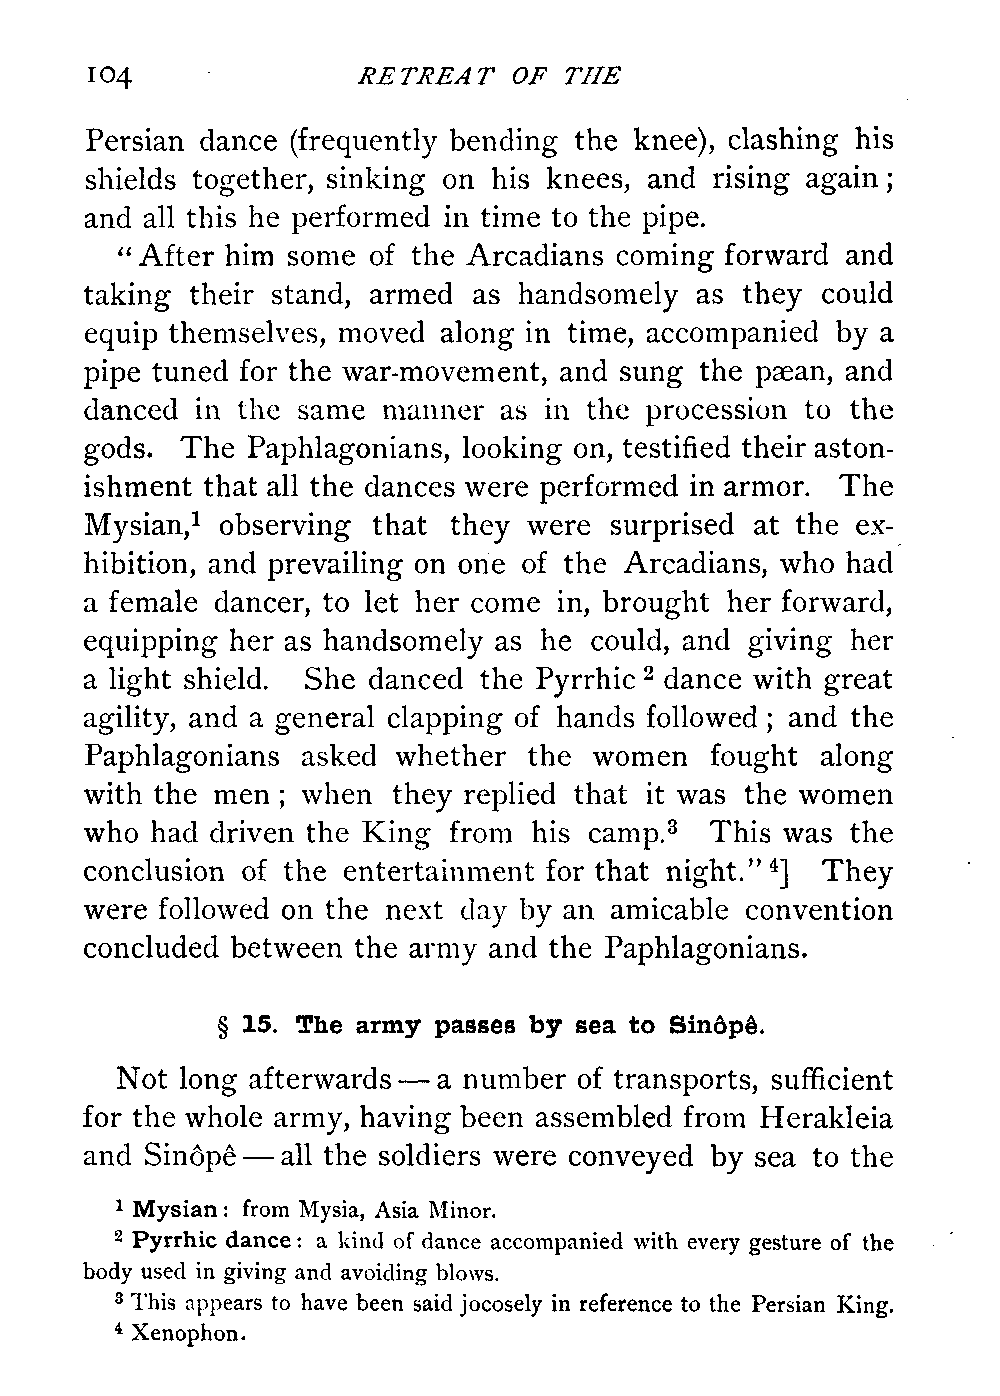 104 RETREAT OF THE
Persian dance (frequently bending the knee), clashing his
shields together, sinking on his knees, and rising again;
and all this he performed in time to the pipe.
“After him some of the Arcadians coming forward and
taking their stand, armed as handsomely as they could
equip themselves, moved along in time, accompanied by a
pipe tuned for the war-movement, and sung the pæan, and
danced in the same manner as in the procession to the
gods. The Paphlagonians, looking on, testified their aston-
ishment that all the dances were performed in armor. The
Mysian,¹ observing that they were surprised at the ex-
hibition, and prevailing on one of the Arcadians, who had
a female dancer, to let her come in, brought her forward,
equipping her as handsomely as he could, and giving her
a light shield. She danced the Pyrrhic ² dance with great
agility, and a general clapping of hands followed; and the
Paphlagonians asked whether the women fought along
with the men; when they replied that it was the women
who had driven the King from his camp.³ This was the
conclusion of the entertainment for that night.” ⁴] They
were followed on the next day by an amicable convention
concluded between the army and the Paphlagonians.
§ 15. The army passes by sea to Sinôpê.
Not long afterwards — a number of transports, sufficient
for the whole army, having been assembled from Herakleia
and Sinôpê — all the soldiers were conveyed by sea to the
¹ Mysian: from Mysia, Asia Minor.
² Pyrrhic dance: a kind of dance accompanied with every gesture of the
body used in giving and avoiding blows.
³ This appears to have been said jocosely in reference to the Persian King.
⁴ Xenophon.